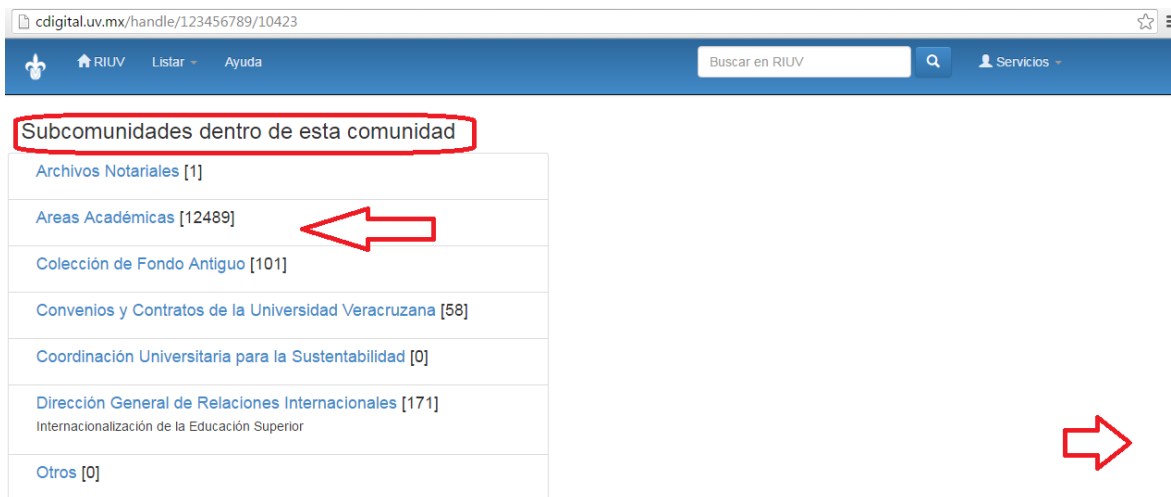 cdigital.uv.mx/handle/123456789/10423
RIUV Listar Ayuda Buscar en RIUV Servicios
Subcomunidades dentro de esta comunidad
Archivos Notariales [1]
Areas Académicas [12489]
Colección de Fondo Antiguo [101]
Convenios y Contratos de la Universidad Veracruzana [58]
Coordinación Universitaria para la Sustentabilidad [0]
Dirección General de Relaciones Internacionales [171]
Internacionalización de la Educación Superior
Otros [0]